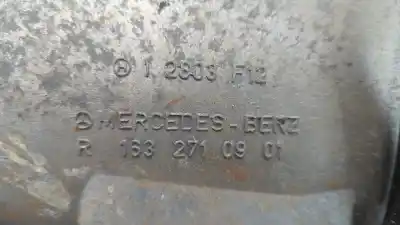 1 2803 F12
MERCEDES-BENZ
R 163 271 09 01